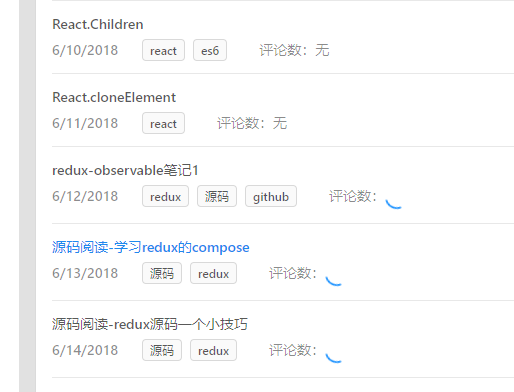 React.Children
6/10/2018 react es6 评论数：无
React.cloneElement
6/11/2018 react 评论数：无
redux-observable笔记1
6/12/2018 redux 源码 github 评论数：
源码阅读-学习redux的compose
6/13/2018 源码 redux 评论数：
源码阅读-redux源码一个小技巧
6/14/2018 源码 redux 评论数：